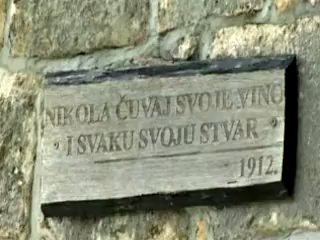 NIKOLA ČUVAJ SVOJE VINO
" I SVAKU SVOJU STVAR "
1912.